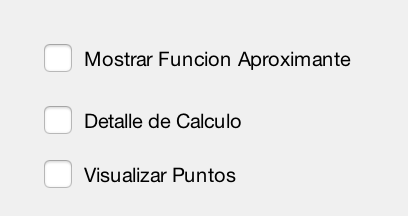 Mostrar Funcion Aproximante
Detalle de Calculo
Visualizar Puntos